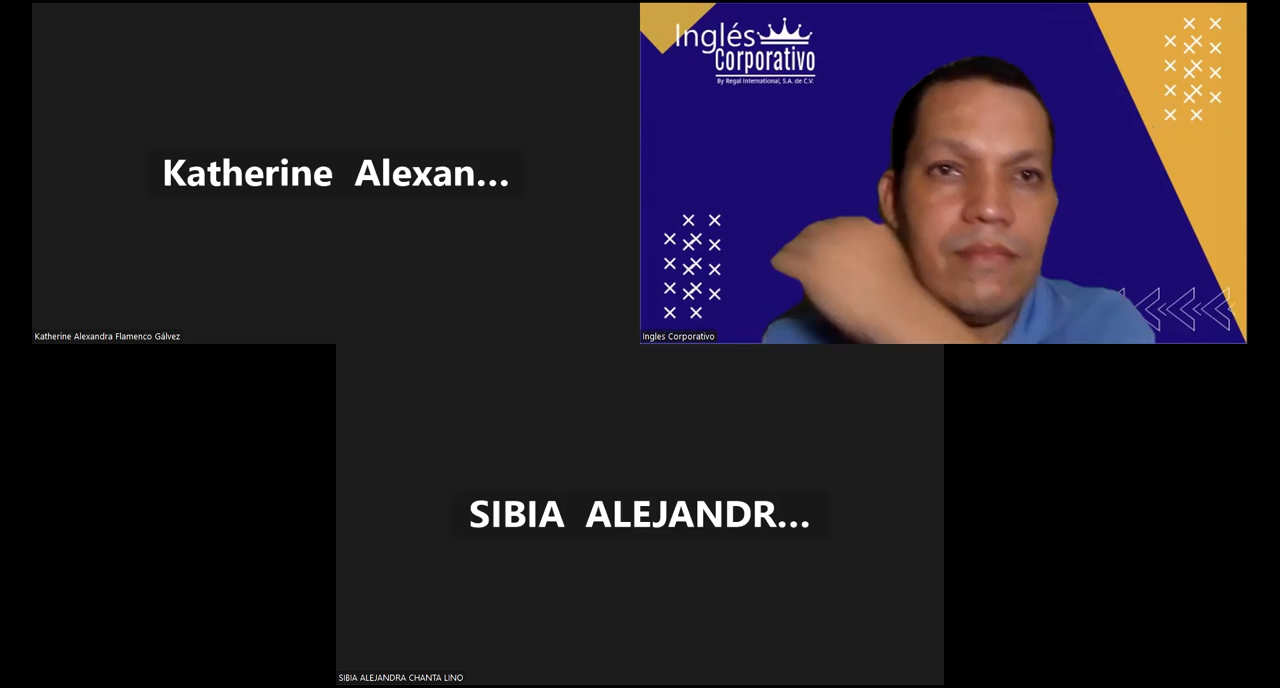 Katherine Alexan...
Katherine Alexandra Flamenco Gálvez
Inglés
Corporativo
By Regal International, S.A. de C.V.
Ingles Corporativo
SIBIA ALEJANDR...
SIBIA ALEJANDRA CHANTA LINO